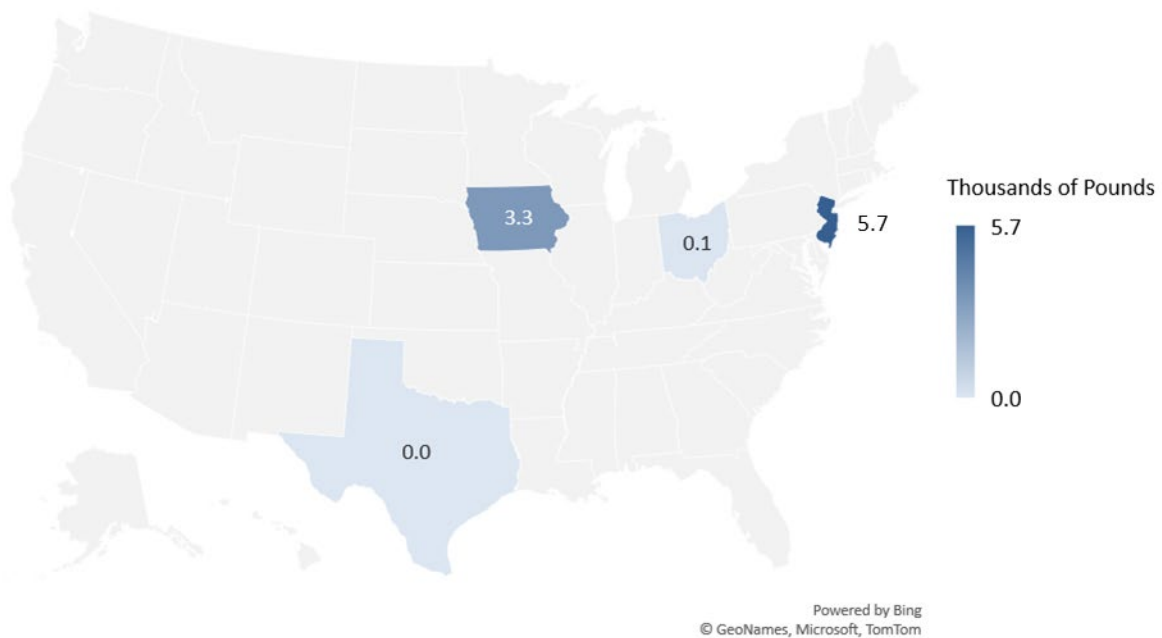 3.3
0.1
5.7
0.0
Thousands of Pounds
5.7
0.0
Powered by Bing
© GeoNames, Microsoft, TomTom